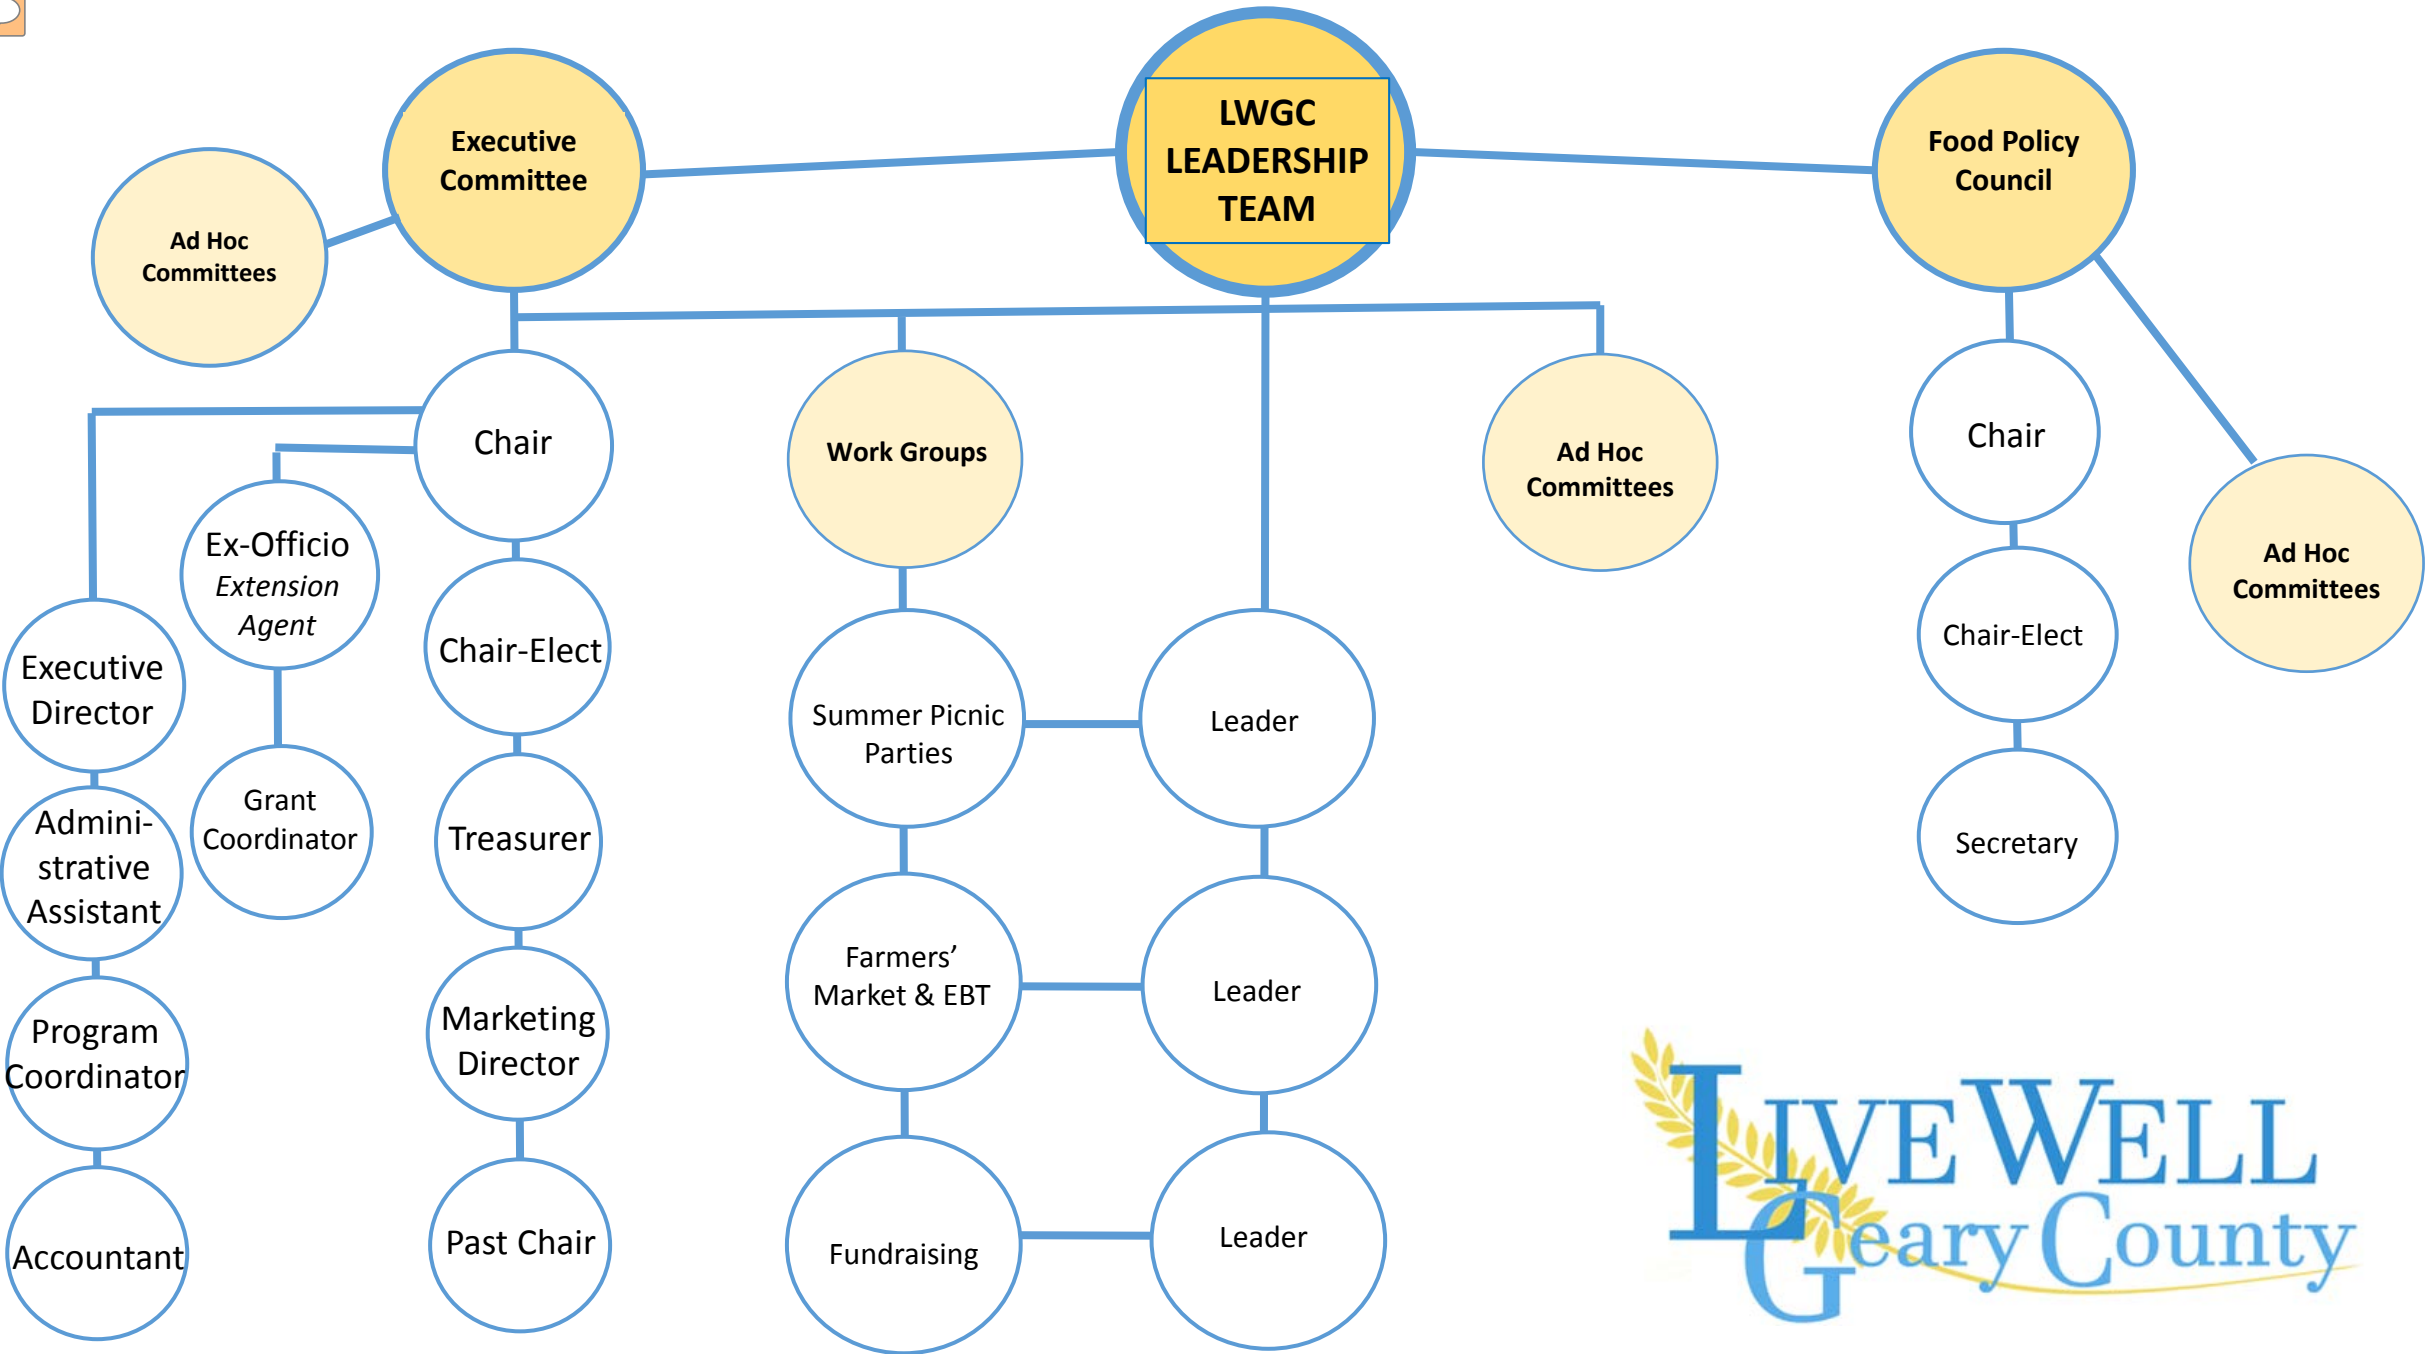 LWGC
LEADERSHIP
TEAM
Executive
Committee
Food Policy
Council
Ad Hoc
Committees
Chair
Work Groups
Ad Hoc
Committees
Chair
Ad Hoc
Committees
Ex-Officio
Extension
Agent
Executive
Director
Chair-Elect
Summer Picnic
Parties
Leader
Chair-Elect
Admini-
strative
Assistant
Grant
Coordinator
Treasurer
Secretary
Program
Coordinator
Marketing
Director
Farmers’
Market & EBT
Leader
Accountant
Past Chair
Fundraising
Leader
LIVE WELL
Geary County